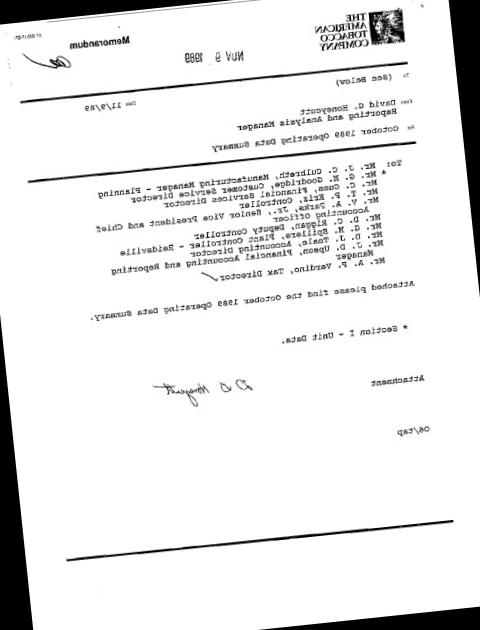 THE
AMERICAN
TOBACCO
COMPANY
Memorandum
NOV 9 1989
To (See Below)
Date 11/9/89
From David G. Honeycutt
Reporting and Analysis Manager
Re October 1989 Operating Data Summary
To: Mr. J. C. Culbreth, Manufacturing Manager - Planning
* Mr. G. M. Goodridge, Customer Service Director
Mr. C. Guss, Financial Services Director
Mr. T. P. Kriz, Controller
Mr. V. A. Parks, Jr., Senior Vice President and Chief
Accounting Officer
Mr. D. C. Riggan, Deputy Controller
Mr. G. M. Spillers, Plant Controller - Reidsville
Mr. D. J. Teale, Accounting Director
Mr. J. D. Upson, Financial Accounting and Reporting
Manager
Mr. A. P. Verdino, Tax Director
Attached please find the October 1989 Operating Data Summary.
* Section I - Unit Data.
D G Honeycutt
Attachment
06/tap